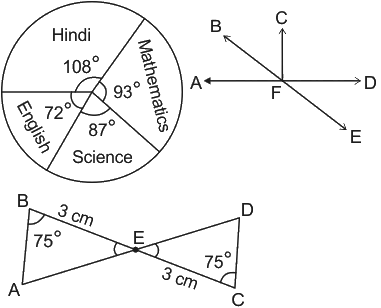 Hindi
Mathematics
108°
93°
72°
87°
English
Science
C
B
A
F
D
E
B
3 cm
D
E
75°
75°
3 cm
A
C